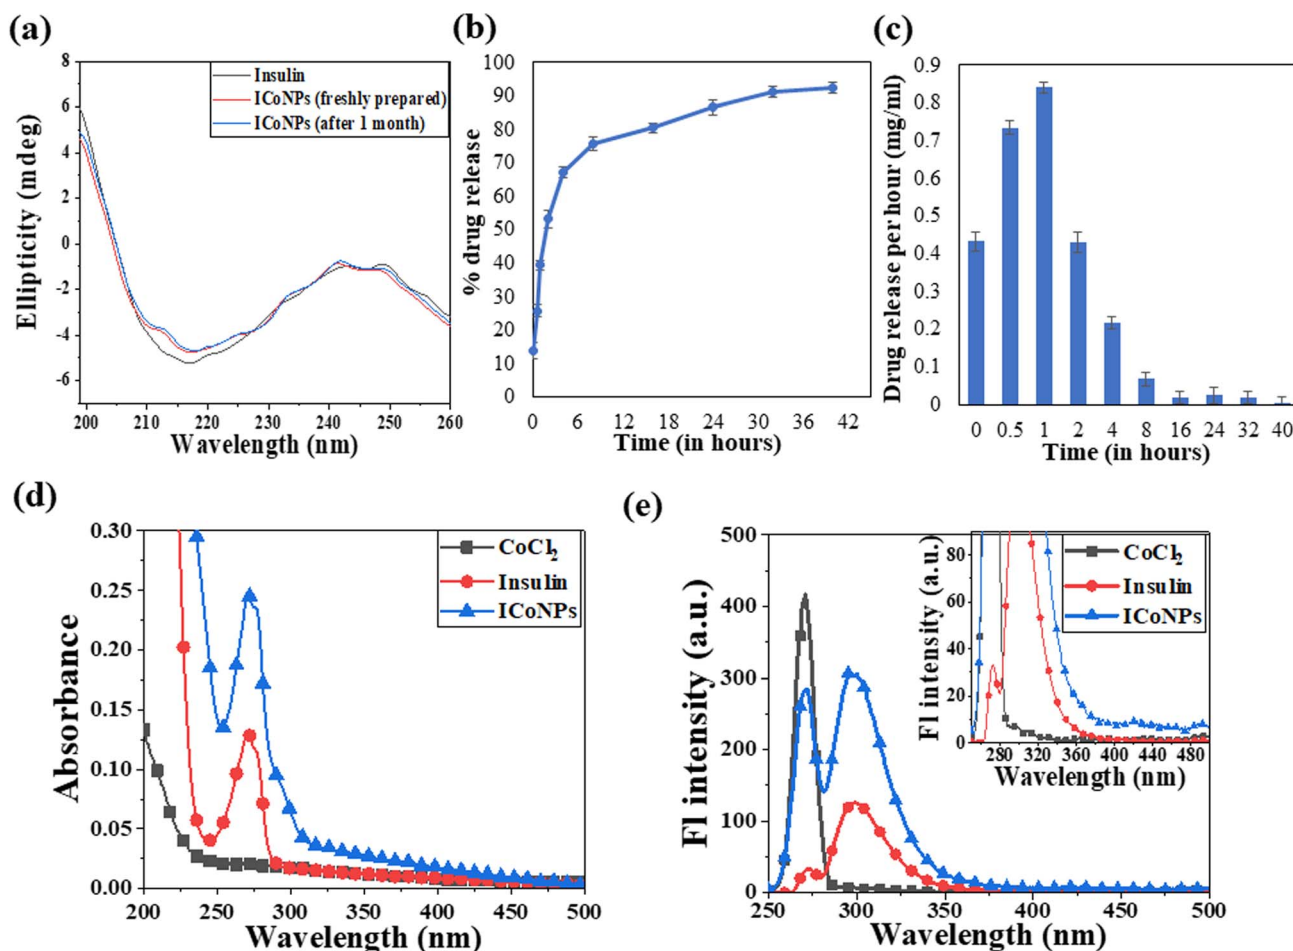 (a)
8
6
4
2
0
-2
-4
-6
Ellipticity (mdeg)
Insulin
ICoNPs (freshly prepared)
ICoNPs (after 1 month)
200 210 220 230 240 250 260
Wavelength (nm)
(b)
100
90
80
70
60
50
40
30
20
10
0
% drug release
0 6 12 18 24 30 36 42
Time (in hours)
(c)
0.9
0.8
0.7
0.6
0.5
0.4
0.3
0.2
0.1
0
Drug release per hour (mg/ml)
0 0.5 1 2 4 8 16 24 32 40
Time (in hours)
(d)
0.30
0.25
0.20
0.15
0.10
0.05
0.00
Absorbance
CoCl₂
Insulin
ICoNPs
200 250 300 350 400 450 500
Wavelength (nm)
(e)
500
400
300
200
100
0
Fl intensity (a.u.)
250 300 350 400 450 500
Wavelength (nm)
80
60
40
20
0
Fl intensity (a.u.)
CoCl₂
Insulin
ICoNPs
280 320 360 400 440 480
Wavelength (nm)